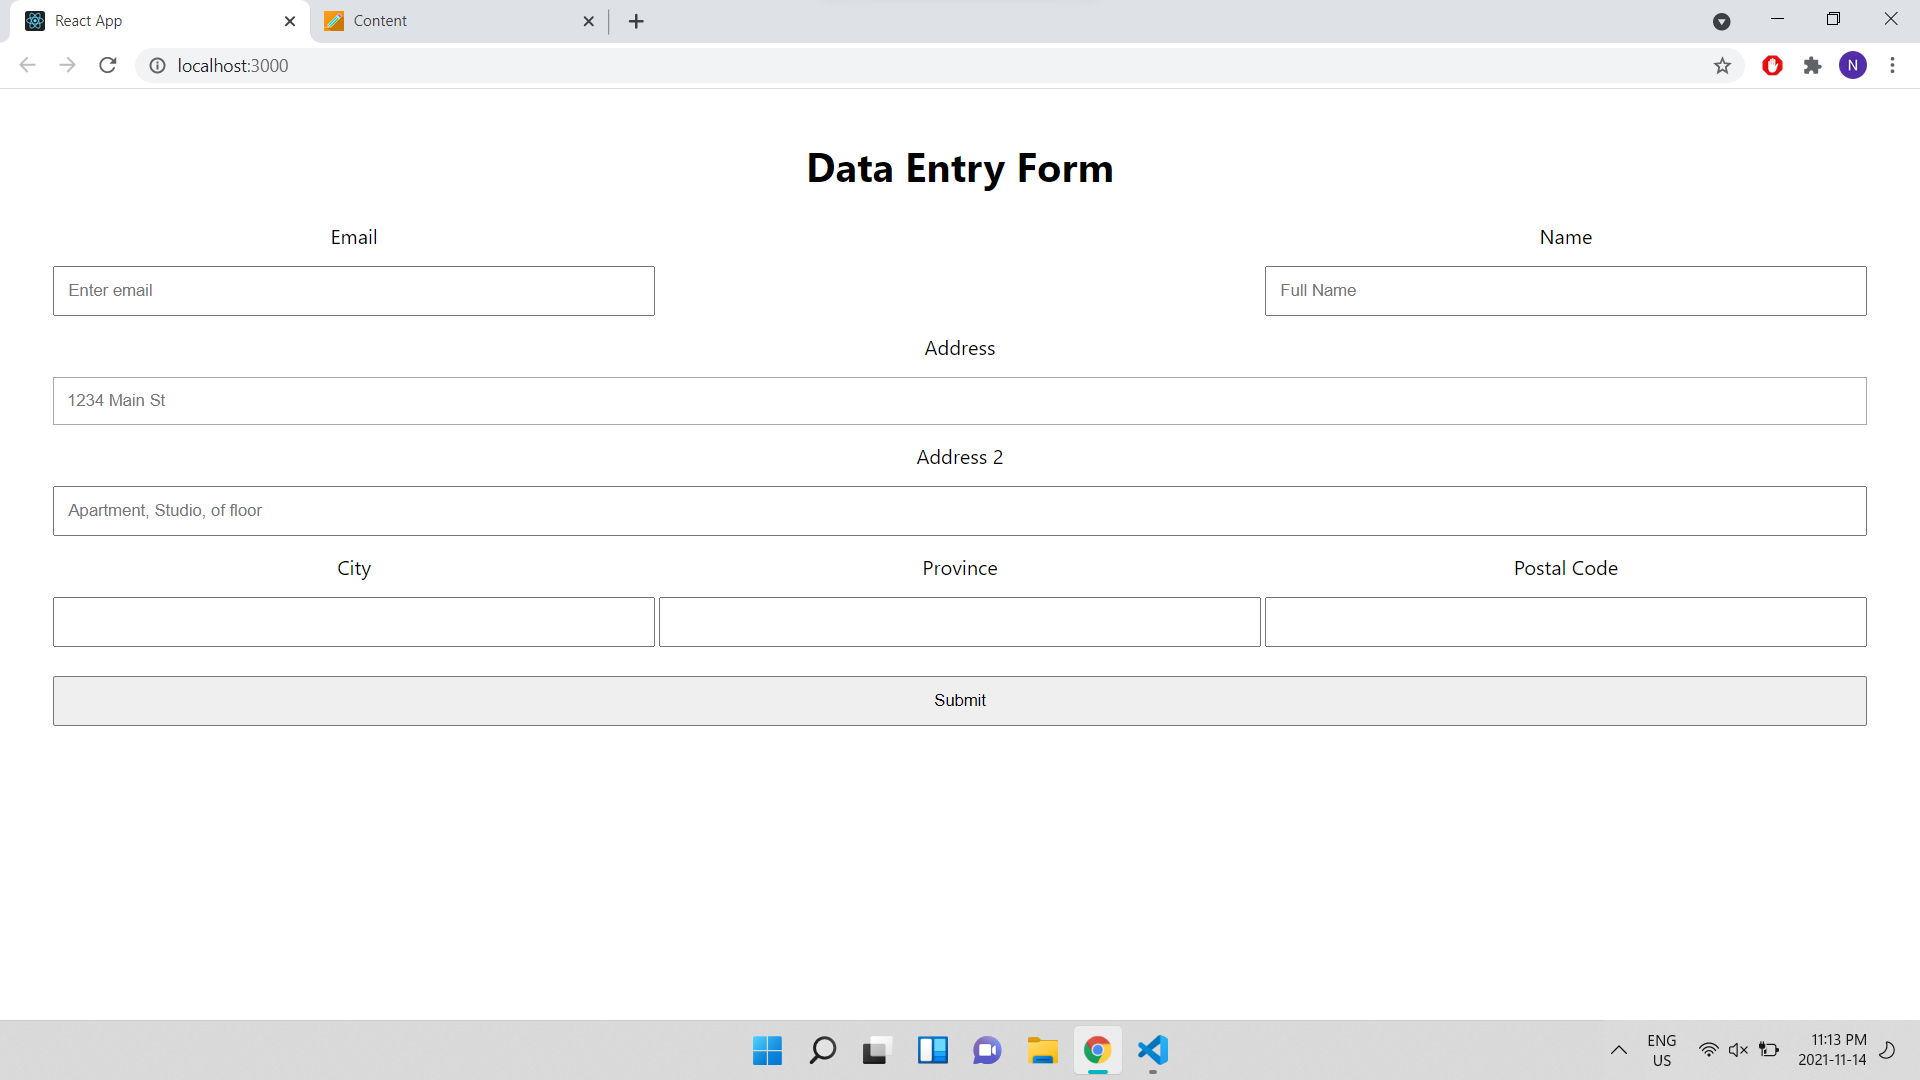 React App
Content
localhost:3000
N
Data Entry Form
Email
Name
Enter email
Full Name
Address
1234 Main St
Address 2
Apartment, Studio, of floor
City
Province
Postal Code
Submit
ENG
US
11:13 PM
2021-11-14